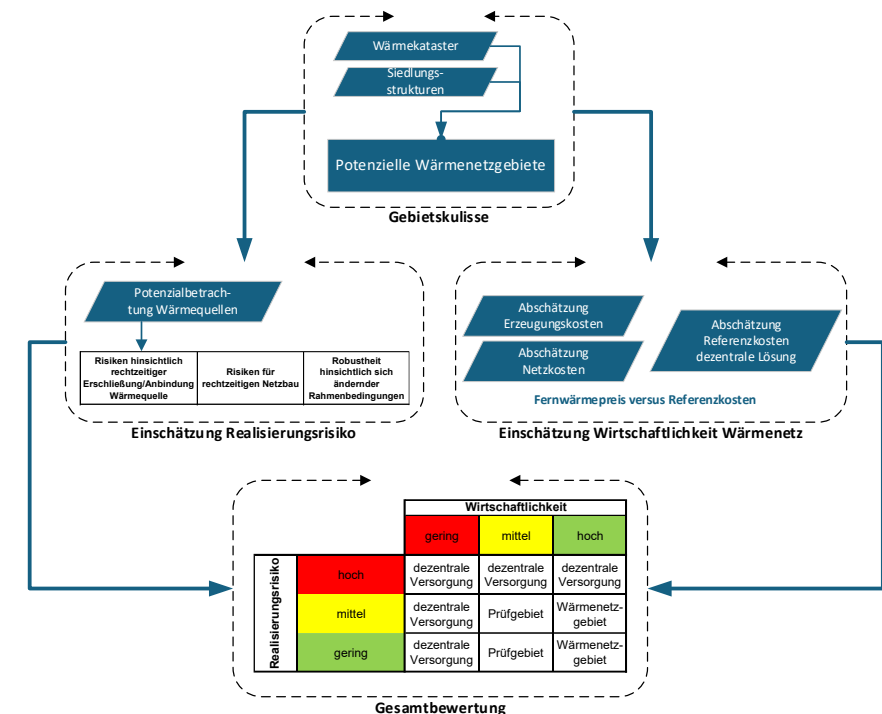 Wärmekataster
Siedlungs-
strukturen
Potenzielle Wärmenetzgebiete
Gebietskulisse
Potenzialbetrach-
tung Wärmequellen
Risiken hinsichtlich
rechtzeitiger
Erschließung/Anbindung
Wärmequelle
Risiken für
rechtzeitigen Netzbau
Robustheit
hinsichtlich sich
ändernder
Rahmenbedingungen
Einschätzung Realisierungsrisiko
Abschätzung
Erzeugungskosten
Abschätzung
Netzkosten
Abschätzung
Referenzkosten
dezentrale Lösung
Fernwärmepreis versus Referenzkosten
Einschätzung Wirtschaftlichkeit Wärmenetz
Wirtschaftlichkeit
gering
mittel
hoch
Realisierungsrisiko
hoch
dezentrale
Versorgung
dezentrale
Versorgung
dezentrale
Versorgung
mittel
dezentrale
Versorgung
Prüfgebiet
Wärmenetz-
gebiet
gering
dezentrale
Versorgung
Prüfgebiet
Wärmenetz-
gebiet
Gesamtbewertung